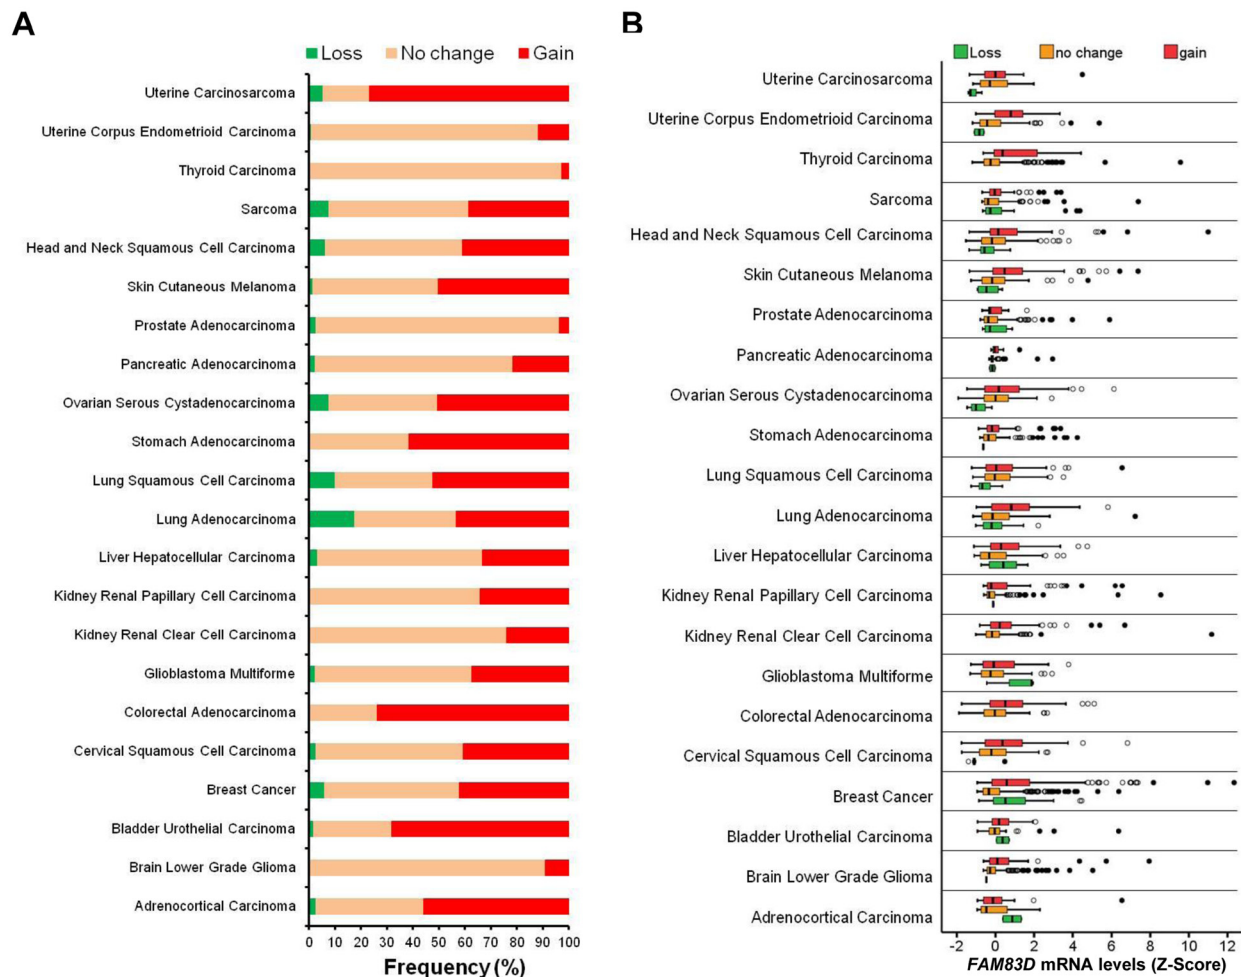 A
Loss No change Gain
Uterine Carcinosarcoma
Uterine Corpus Endometrioid Carcinoma
Thyroid Carcinoma
Sarcoma
Head and Neck Squamous Cell Carcinoma
Skin Cutaneous Melanoma
Prostate Adenocarcinoma
Pancreatic Adenocarcinoma
Ovarian Serous Cystadenocarcinoma
Stomach Adenocarcinoma
Lung Squamous Cell Carcinoma
Lung Adenocarcinoma
Liver Hepatocellular Carcinoma
Kidney Renal Papillary Cell Carcinoma
Kidney Renal Clear Cell Carcinoma
Glioblastoma Multiforme
Colorectal Adenocarcinoma
Cervical Squamous Cell Carcinoma
Breast Cancer
Bladder Urothelial Carcinoma
Brain Lower Grade Glioma
Adrenocortical Carcinoma
0 10 20 30 40 50 60 70 80 90 100
Frequency (%)
B
Loss no change gain
Uterine Carcinosarcoma
Uterine Corpus Endometrioid Carcinoma
Thyroid Carcinoma
Sarcoma
Head and Neck Squamous Cell Carcinoma
Skin Cutaneous Melanoma
Prostate Adenocarcinoma
Pancreatic Adenocarcinoma
Ovarian Serous Cystadenocarcinoma
Stomach Adenocarcinoma
Lung Squamous Cell Carcinoma
Lung Adenocarcinoma
Liver Hepatocellular Carcinoma
Kidney Renal Papillary Cell Carcinoma
Kidney Renal Clear Cell Carcinoma
Glioblastoma Multiforme
Colorectal Adenocarcinoma
Cervical Squamous Cell Carcinoma
Breast Cancer
Bladder Urothelial Carcinoma
Brain Lower Grade Glioma
Adrenocortical Carcinoma
-2 0 2 4 6 8 10 12
FAM83D mRNA levels (Z-Score)